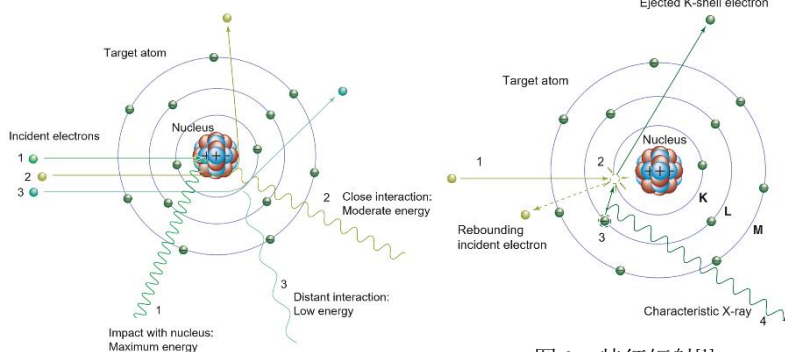 Target atom
Nucleus
Incident electrons
1
2
3
+ +
2
Close interaction:
Moderate energy
3
Distant interaction:
Low energy
1
Impact with nucleus:
Maximum energy
Ejected K-shell electron
Target atom
Nucleus
1
2
+ +
K
L
M
Rebounding
incident electron
3
Characteristic X-ray
4